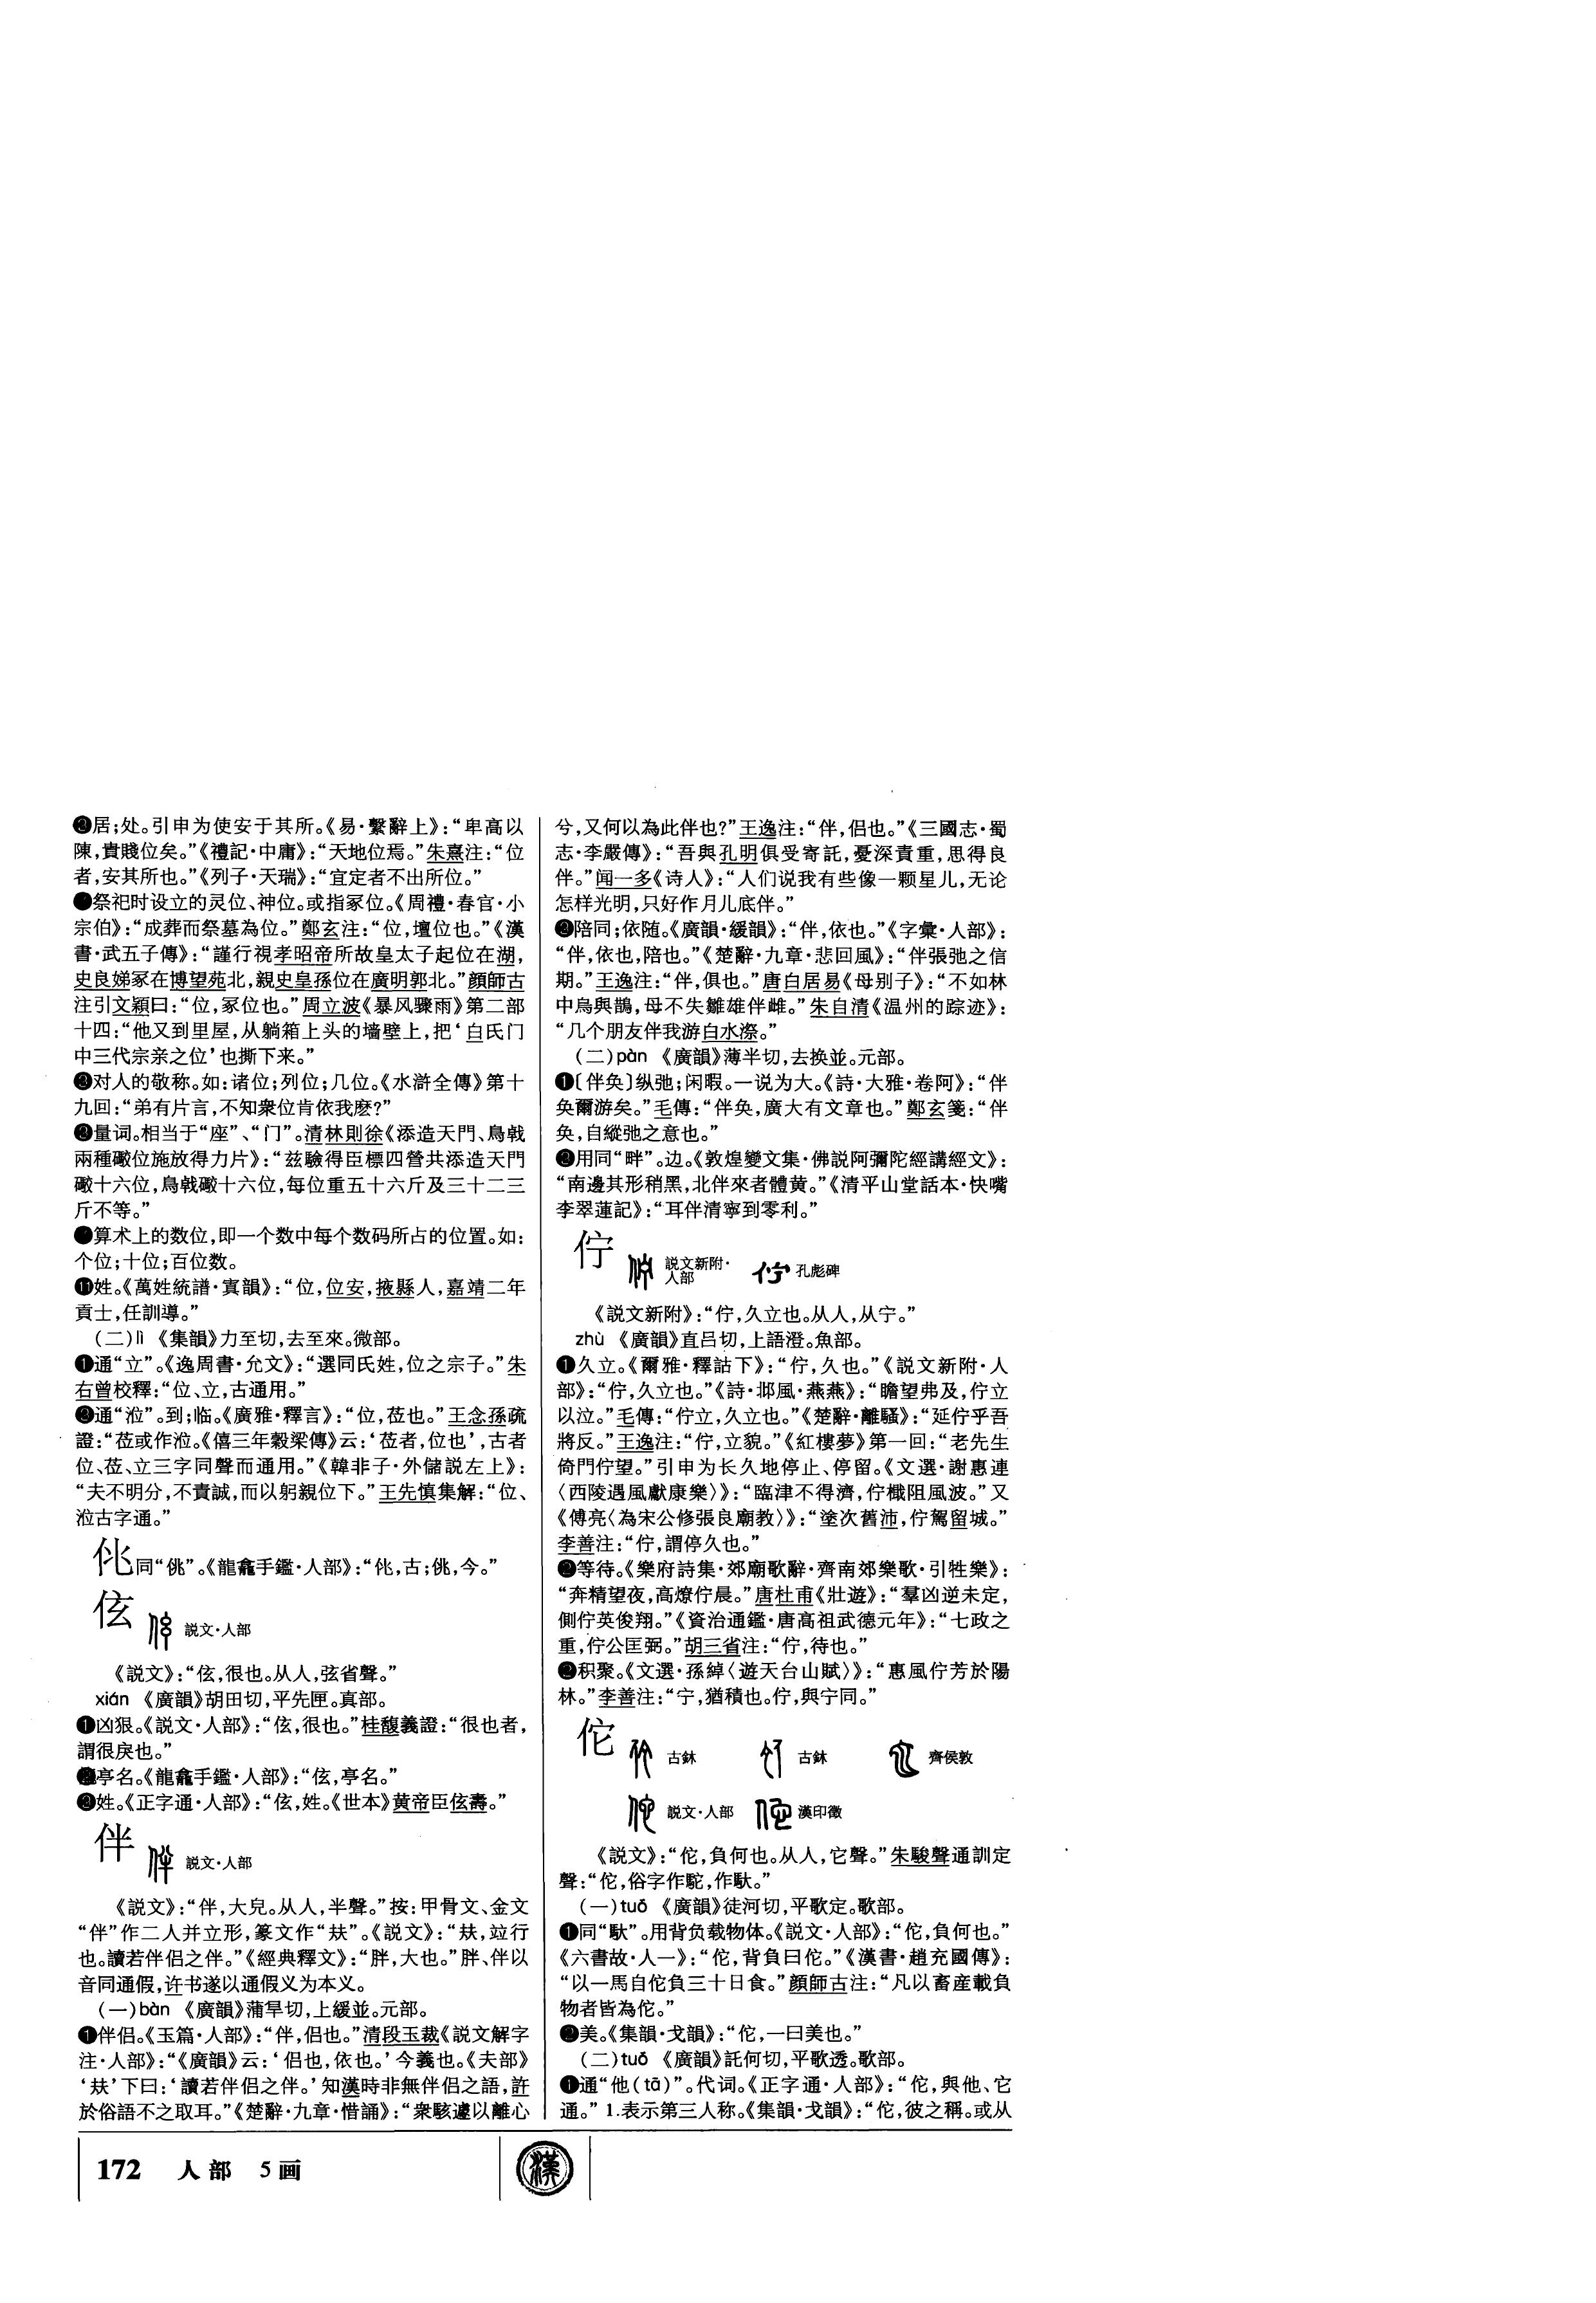 居；处。引申为使安于其所。《易·繫辭上》：“卑高以
陳，貴賤位矣。”《禮記·中庸》：“天地位焉。”朱熹注：“位
者，安其所也。”《列子·天瑞》：“宜定者不出所位。”
祭祀时设立的灵位、神位。或指冢位。《周禮·春官·小
宗伯》：“成葬而祭墓為位。”鄭玄注：“位，壇位也。”《漢
書·武五子傳》：“謹行視孝昭帝所故皇太子起位在湖，
史良娣冢在博望苑北，親史皇孫位在廣明郭北。”顔師古
注引文穎曰：“位，冢位也。”周立波《暴风骤雨》第二部
十四：“他又到里屋，从躺箱上头的墙壁上，把‘白氏门
中三代宗亲之位’也撕下来。”
对人的敬称。如：诸位；列位；几位。《水滸全傳》第十
九回：“弟有片言，不知衆位肯依我麽？”
量词。相当于“座”、“门”。清林則徐《添造天門、鳥戟
兩種礮位施放得力片》：“兹驗得臣標四營共添造天門
礮十六位，鳥戟礮十六位，每位重五十六斤及三十二三
斤不等。”
算术上的数位，即一个数中每个数码所占的位置。如：
个位；十位；百位数。
⓫姓。《萬姓統譜·寘韻》：“位，位安，掖縣人，嘉靖二年
貢士，任訓導。”
（二）lì 《集韻》力至切，去至來。微部。
❶通“立”。《逸周書·允文》：“選同氏姓，位之宗子。”朱
右曾校釋：“位、立，古通用。”
❷通“涖”。到；临。《廣雅·釋言》：“位，莅也。”王念孫疏
證：“莅或作涖。《僖三年穀梁傳》云：‘莅者，位也’，古者
位、莅、立三字同聲而通用。”《韓非子·外儲説左上》：
“夫不明分，不責誠，而以躬親位下。”王先慎集解：“位、
涖古字通。”
㐌同“佻”。《龍龕手鑑·人部》：“，古；佻，今。”
伭 説文·人部
《説文》：“伭，很也。从人，弦省聲。”
xián 《廣韻》胡田切，平先匣。真部。
❶凶狠。《説文·人部》：“伭，很也。”桂馥義證：“很也者，
謂很戾也。”
❷亭名。《龍龕手鑑·人部》：“伭，亭名。”
❸姓。《正字通·人部》：“伭，姓。《世本》黄帝臣伭壽。”
伴 説文·人部
《説文》：“伴，大皃。从人，半聲。”按：甲骨文、金文
“伴”作二人并立形，篆文作“㚘”。《説文》：“㚘，竝行
也。讀若伴侣之伴。”《經典釋文》：“胖，大也。”胖、伴以
音同通假，许书遂以通假义为本义。
（一）bàn 《廣韻》蒲旱切，上緩並。元部。
❶伴侣。《玉篇·人部》：“伴，侣也。”清段玉裁《説文解字
注·人部》：“《廣韻》云：‘侣也，依也。’今義也。《夫部》
‘㚘’下曰：‘讀若伴侣之伴。’知漢時非無伴侣之語，許
於俗語不之取耳。”《楚辭·九章·惜誦》：“衆駭遽以離心
兮，又何以為此伴也？”王逸注：“伴，侣也。”《三國志·蜀
志·李嚴傳》：“吾與孔明俱受寄託，憂深責重，思得良
伴。”闻一多《诗人》：“人们说我有些像一颗星儿，无论
怎样光明，只好作月儿底伴。”
❷陪同；依随。《廣韻·緩韻》：“伴，依也。”《字彙·人部》：
“伴，依也，陪也。”《楚辭·九章·悲回風》：“伴張弛之信
期。”王逸注：“伴，俱也。”唐白居易《母别子》：“不如林
中烏與鵲，母不失雛雄伴雌。”朱自清《温州的踪迹》：
“几个朋友伴我游白水漈。”
（二）pàn 《廣韻》薄半切，去换並。元部。
❶〔伴奂〕纵弛；闲暇。一说为大。《詩·大雅·卷阿》：“伴
奂爾游矣。”毛傳：“伴奂，廣大有文章也。”鄭玄箋：“伴
奂，自縱弛之意也。”
❷用同“畔”。边。《敦煌變文集·佛説阿彌陀經講經文》：
“南邊其形稍黑，北伴來者體黄。”《清平山堂話本·快嘴
李翠蓮記》：“耳伴清寧到零利。”
佇 説文新附·人部 孔彪碑
《説文新附》：“佇，久立也。从人，从宁。”
zhù 《廣韻》直吕切，上語澄。魚部。
❶久立。《爾雅·釋詁下》：“佇，久也。”《説文新附·人
部》：“佇，久立也。”《詩·邶風·燕燕》：“瞻望弗及，佇立
以泣。”毛傳：“佇立，久立也。”《楚辭·離騷》：“延佇乎吾
將反。”王逸注：“佇，立貌。”《紅樓夢》第一回：“老先生
倚門佇望。”引申为长久地停止、停留。《文選·謝惠連
〈西陵遇風獻康樂〉》：“臨津不得濟，佇檝阻風波。”又
《傅亮〈為宋公修張良廟教〉》：“塗次舊沛，佇駕留城。”
李善注：“佇，謂停久也。”
❷等待。《樂府詩集·郊廟歌辭·齊南郊樂歌·引牲樂》：
“奔精望夜，高燎佇晨。”唐杜甫《壯遊》：“羣凶逆未定，
側佇英俊翔。”《資治通鑑·唐高祖武德元年》：“七政之
重，佇公匡弼。”胡三省注：“佇，待也。”
积聚。《文選·孫綽〈遊天台山賦〉》：“惠風佇芳於陽
林。”李善注：“宁，猶積也。佇，與宁同。”
佗 古鉨 古鉨 齊侯敦
説文·人部 漢印徵
《説文》：“佗，負何也。从人，它聲。”朱駿聲通訓定
聲：“佗，俗字作駝，作馱。”
（一）tuó 《廣韻》徒河切，平歌定。歌部。
❶同“馱”。用背负载物体。《説文·人部》：“佗，負何也。”
《六書故·人一》：“佗，背負曰佗。”《漢書·趙充國傳》：
“以一馬自佗負三十日食。”顔師古注：“凡以畜産載負
物者皆為佗。”
❷美。《集韻·戈韻》：“佗，一曰美也。”
（二）tuō 《廣韻》託何切，平歌透。歌部。
❶通“他（tā）”。代词。《正字通·人部》：“佗，與他、它
通。” 1.表示第三人称。《集韻·戈韻》：“佗，彼之稱。或从
172 人部 5画
漢